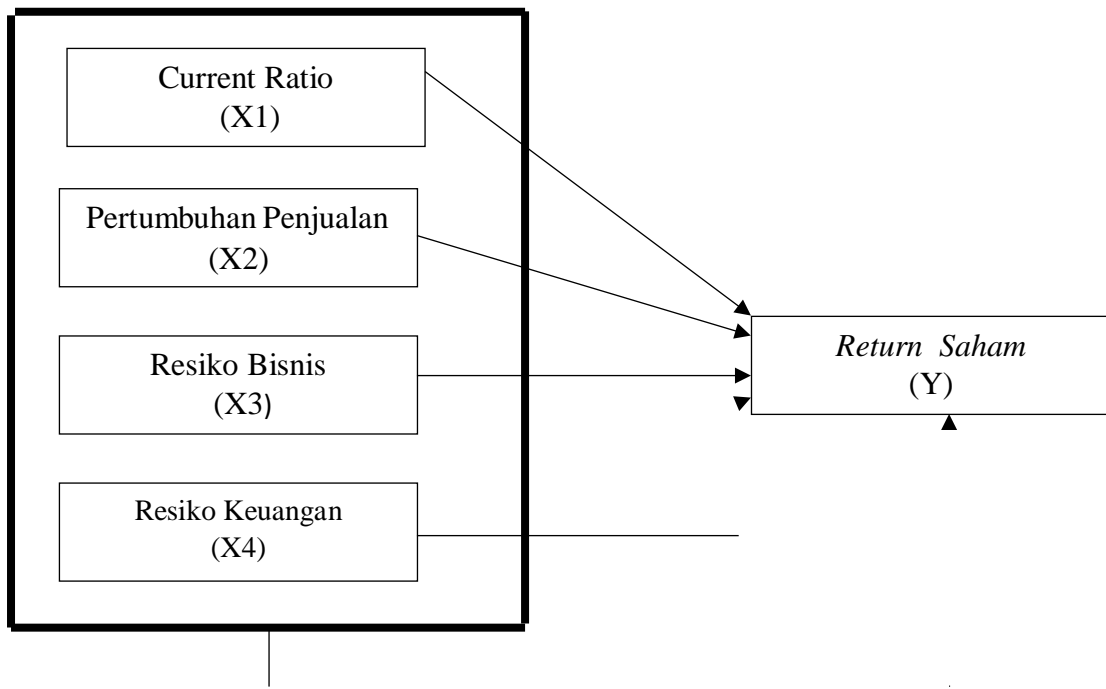 Current Ratio
(X1)
Pertumbuhan Penjualan
(X2)
Resiko Bisnis
(X3)
Resiko Keuangan
(X4)
Return Saham
(Y)